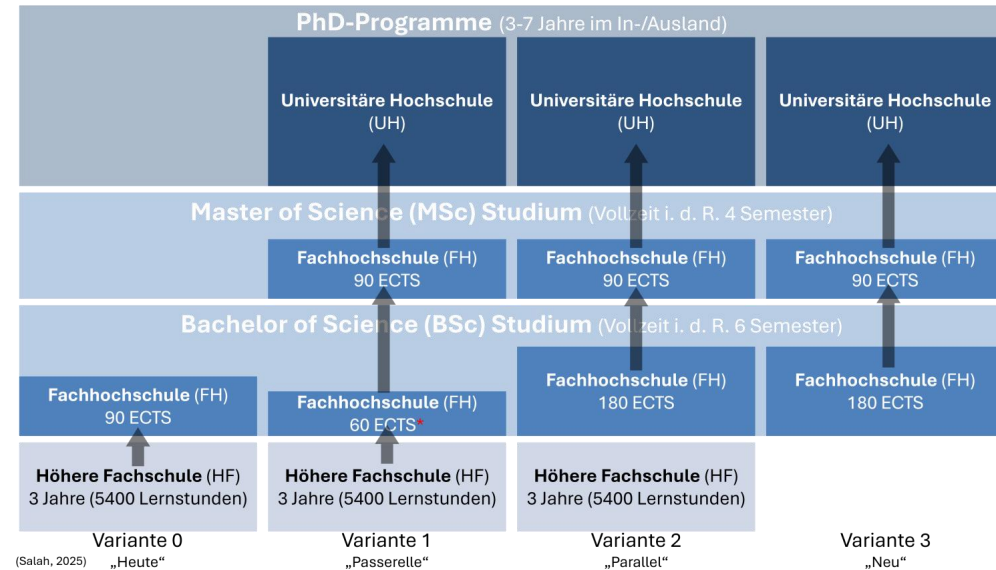 PhD-Programme (3-7 Jahre im In-/Ausland)
Universitäre Hochschule
(UH)
Universitäre Hochschule
(UH)
Universitäre Hochschule
(UH)
Master of Science (MSc) Studium (Vollzeit i. d. R. 4 Semester)
Fachhochschule (FH)
90 ECTS
Fachhochschule (FH)
90 ECTS
Fachhochschule (FH)
90 ECTS
Bachelor of Science (BSc) Studium (Vollzeit i. d. R. 6 Semester)
Fachhochschule (FH)
90 ECTS
Fachhochschule (FH)
60 ECTS*
Fachhochschule (FH)
180 ECTS
Fachhochschule (FH)
180 ECTS
Höhere Fachschule (HF)
3 Jahre (5400 Lernstunden)
Höhere Fachschule (HF)
3 Jahre (5400 Lernstunden)
Höhere Fachschule (HF)
3 Jahre (5400 Lernstunden)
Variante 0
„Heute“
Variante 1
„Passerelle“
Variante 2
„Parallel“
Variante 3
„Neu“
(Salah, 2025)